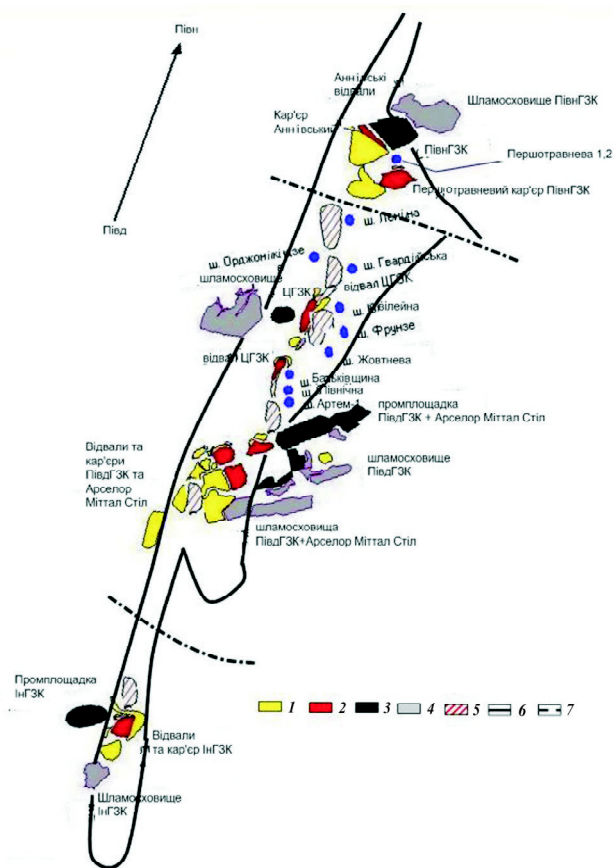 Півн
Півд
Аннівські
відвали
Шламосховище ПівнГЗК
Кар'єр
Аннівський
ПівнГЗК
Першотравнева 1,2
Першотравневий кар'єр ПівнГЗК
ш. Леніна
ш. Орджонікідзе
ш. Гвардійська
шламосховище
ЦГЗК
відвал ЦГЗК
ш. Ювілейна
ш. Фрунзе
ш. Жовтнева
відвал ЦГЗК
ш. Батьківщина
ш. Північна
ш. Артем-1
промплощадка
ПівдГЗК + Арселор Міттал Стіл
Відвали та
кар'єри
ПівдГЗК та
Арселор
Міттал Стіл
шламосховище
ПівдГЗК
шламосховища
ПівдГЗК+Арселор Міттал Стіл
Промплощадка
ІнГЗК
1 2 3 4 5 6 7
Відвали
та кар'єр ІнГЗК
Шламосховище
ІнГЗК